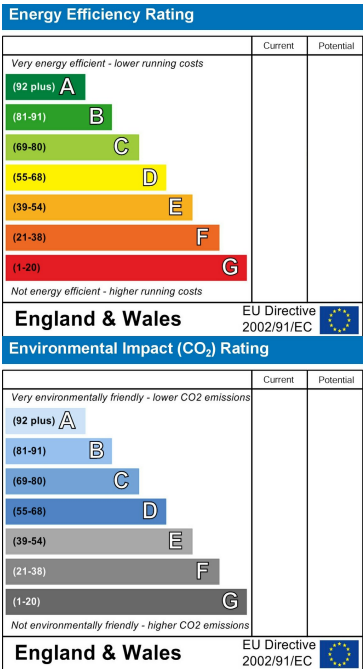 Energy Efficiency Rating
Current Potential
Very energy efficient - lower running costs
(92 plus) A
(81-91) B
(69-80) C
(55-68) D
(39-54) E
(21-38) F
(1-20) G
Not energy efficient - higher running costs
England & Wales EU Directive
2002/91/EC
Environmental Impact (CO₂) Rating
Current Potential
Very environmentally friendly - lower CO2 emissions
(92 plus) A
(81-91) B
(69-80) C
(55-68) D
(39-54) E
(21-38) F
(1-20) G
Not environmentally friendly - higher CO2 emissions
England & Wales EU Directive
2002/91/EC